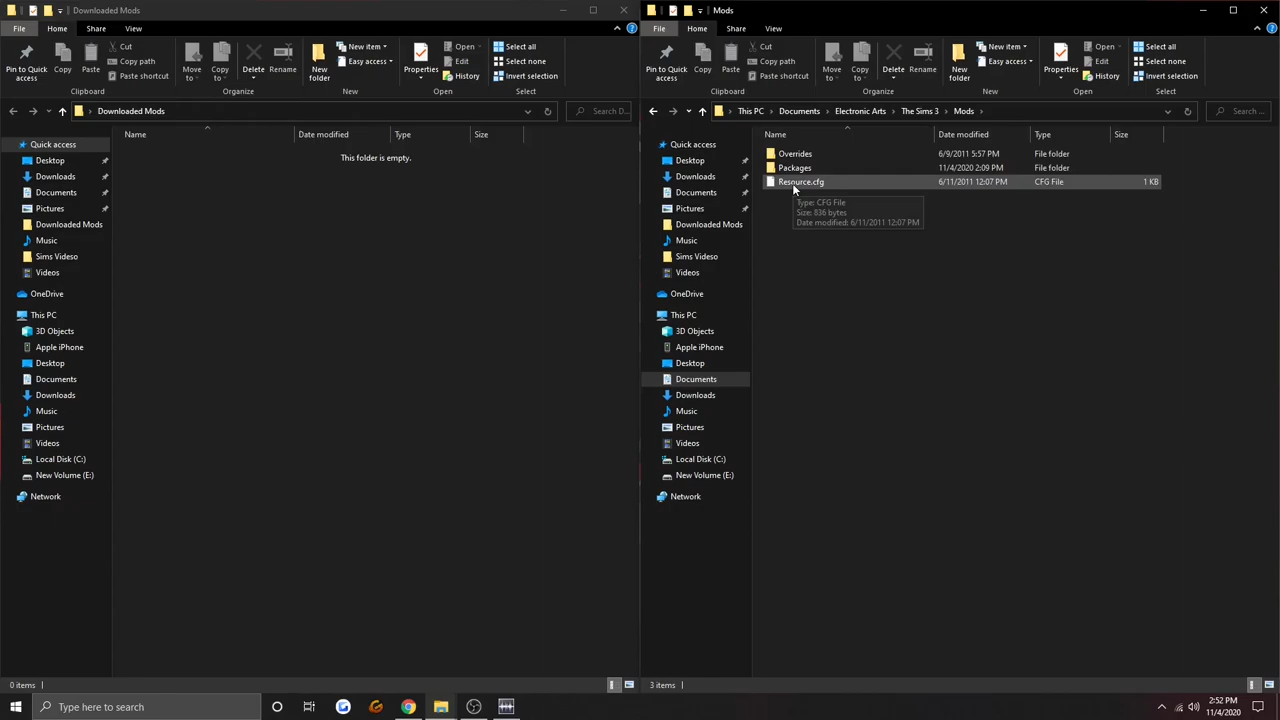 Downloaded Mods
File Home Share View
Pin to Quick access
Copy
Paste
Cut
Copy path
Paste shortcut
Clipboard
Move to
Copy to
Delete
Rename
Organize
New folder
New item
Easy access
New
Properties
Open
Edit
History
Open
Select all
Select none
Invert selection
Select
Downloaded Mods
Search D...
Name Date modified Type Size
This folder is empty.
Quick access
Desktop
Downloads
Documents
Pictures
Downloaded Mods
Music
Sims Vidseo
Videos
OneDrive
This PC
3D Objects
Apple iPhone
Desktop
Documents
Downloads
Music
Pictures
Videos
Local Disk (C:)
New Volume (E:)
Network
0 items
Mods
File Home Share View
Pin to Quick access
Copy
Paste
Cut
Copy path
Paste shortcut
Clipboard
Move to
Copy to
Delete
Rename
Organize
New folder
New item
Easy access
New
Properties
Open
Edit
History
Open
Select all
Select none
Invert selection
Select
This PC Documents Electronic Arts The Sims 3 Mods
Search ...
Name Date modified Type Size
Overrides 6/9/2011 5:57 PM File folder
Packages 11/4/2020 2:09 PM File folder
Resource.cfg 6/11/2011 12:07 PM CFG File 1 KB
Type: CFG File
Size: 836 bytes
Date modified: 6/11/2011 12:07 PM
Quick access
Desktop
Downloads
Documents
Pictures
Downloaded Mods
Music
Sims Vidseo
Videos
OneDrive
This PC
3D Objects
Apple iPhone
Desktop
Documents
Downloads
Music
Pictures
Videos
Local Disk (C:)
New Volume (E:)
Network
3 items
Type here to search
2:52 PM
11/4/2020